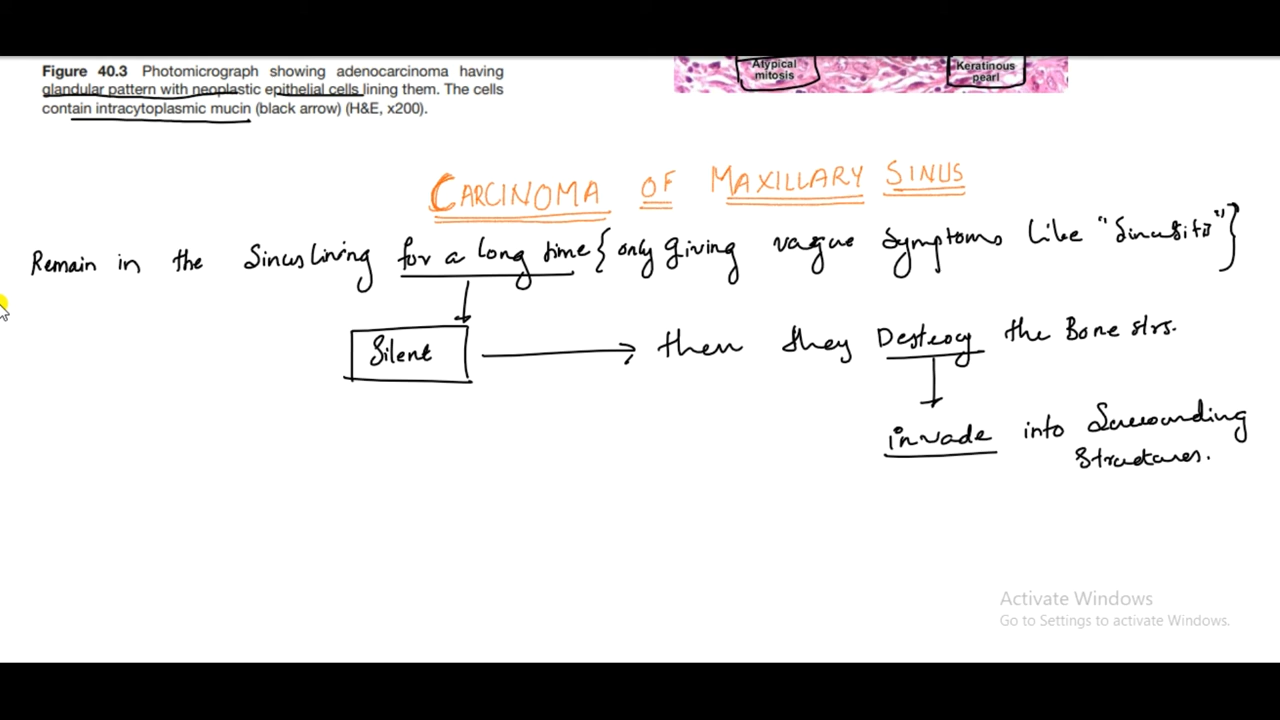 Figure 40.3 Photomicrograph showing adenocarcinoma having
glandular pattern with neoplastic epithelial cells lining them. The cells
contain intracytoplasmic mucin (black arrow) (H&E, x200).
Atypical
mitosis
Keratinous
pearl
CARCINOMA OF MAXILLARY SINUS
Remain in the Sinus lining for a long time {only giving vague symptoms like "Sinusitis"}
Silent
then they Destroy the Bone strs.
invade into Surrounding
Structures.
Activate Windows
Go to Settings to activate Windows.